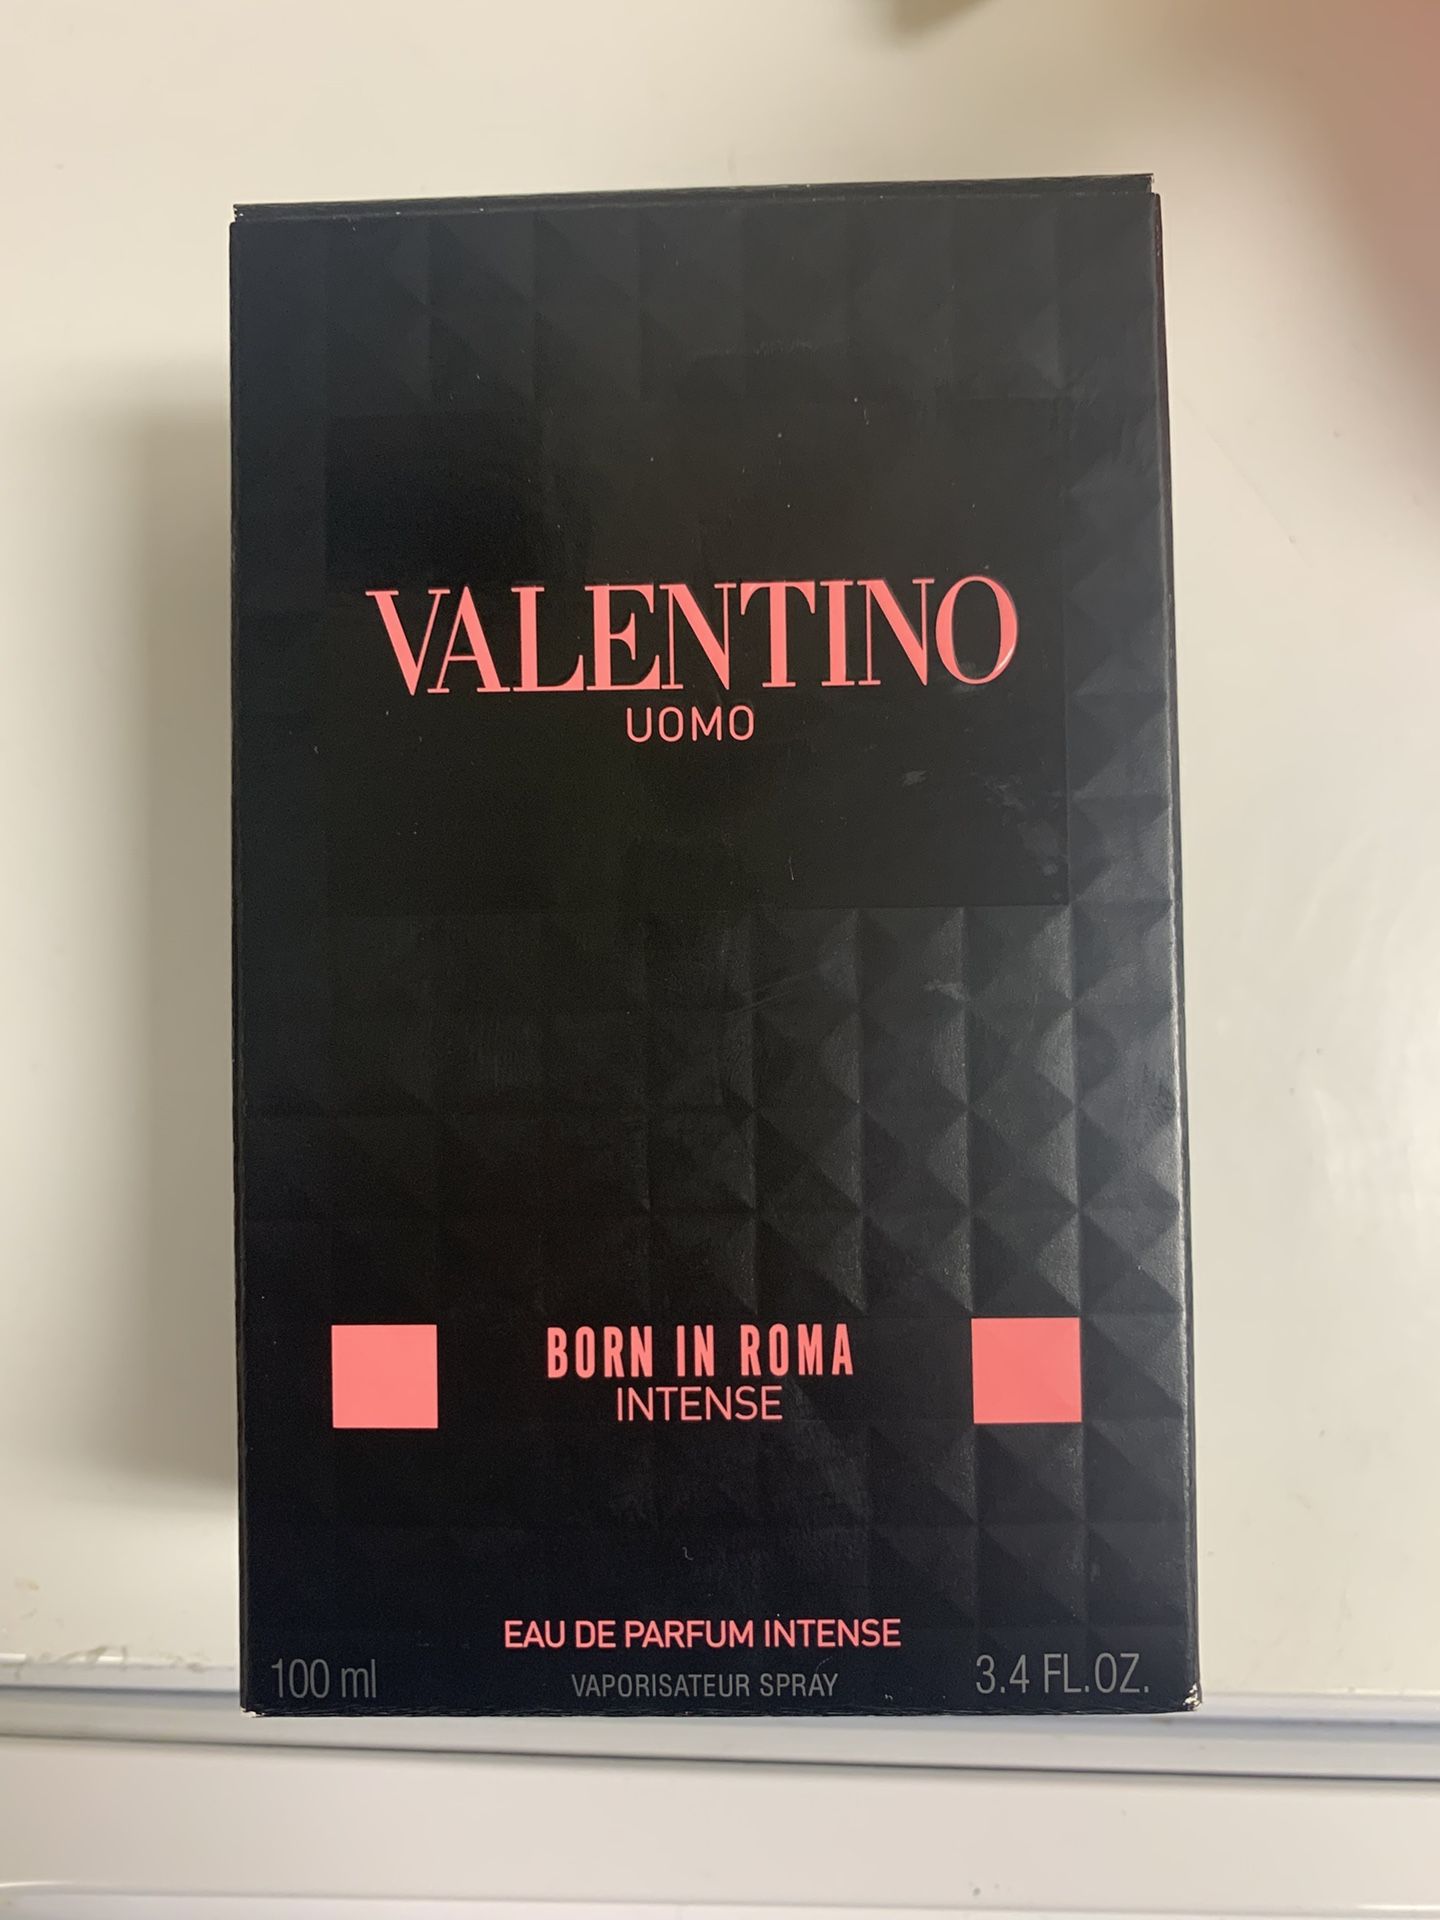 VALENTINO
UOMO
BORN IN ROMA
INTENSE
EAU DE PARFUM INTENSE
100 ml
VAPORISATEUR SPRAY
3.4 FL.OZ.